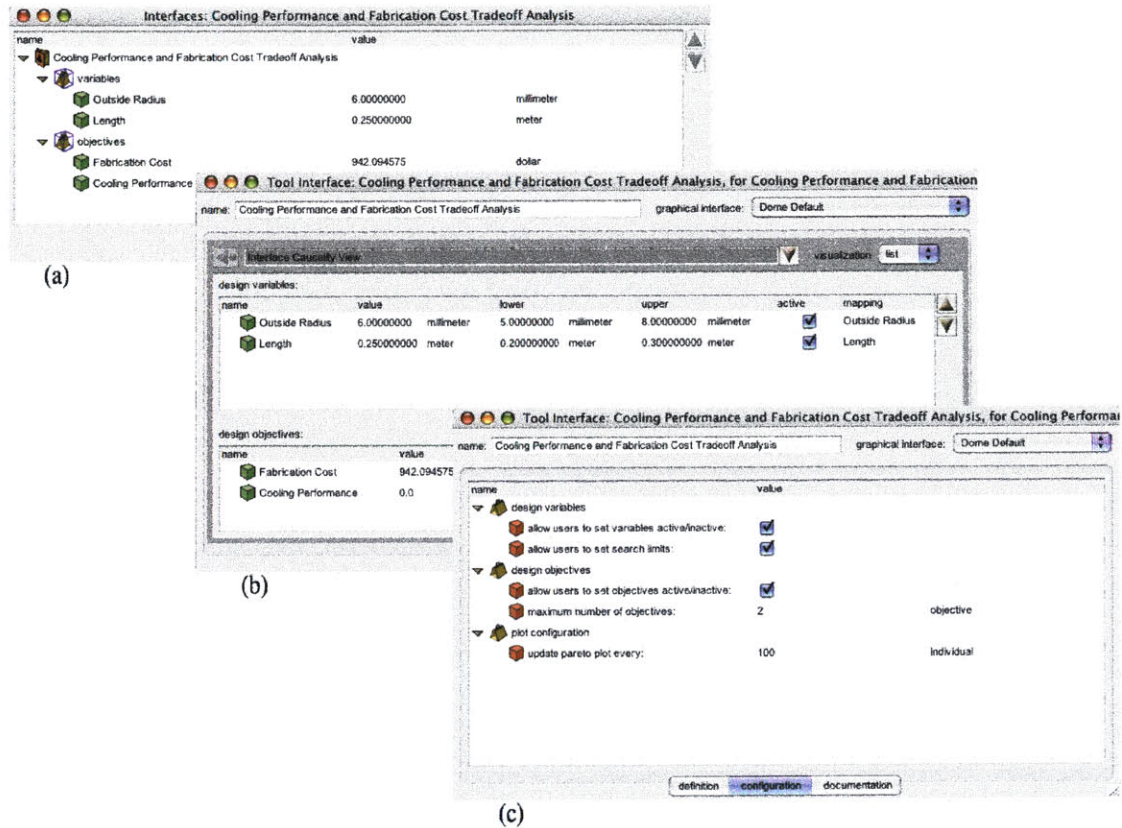 Interfaces: Cooling Performance and Fabrication Cost Tradeoff Analysis
name value
Cooling Performance and Fabrication Cost Tradeoff Analysis
variables
Outside Radius 6.00000000 millimeter
Length 0.250000000 meter
objectives
Fabrication Cost 942.094575 dollar
Cooling Performance
(a)
Tool Interface: Cooling Performance and Fabrication Cost Tradeoff Analysis, for Cooling Performance and Fabrication
name: Cooling Performance and Fabrication Cost Tradeoff Analysis graphical interface: Dome Default
Interface Causality View visualization list
design variables:
name value lower upper active mapping
Outside Radius 6.00000000 millimeter 5.00000000 millimeter 8.00000000 millimeter Outside Radius
Length 0.250000000 meter 0.200000000 meter 0.300000000 meter Length
design objectives:
name value
Fabrication Cost 942.094575
Cooling Performance 0.0
(b)
Tool Interface: Cooling Performance and Fabrication Cost Tradeoff Analysis, for Cooling Performa
name: Cooling Performance and Fabrication Cost Tradeoff Analysis graphical interface: Dome Default
name value
design variables
allow users to set variables active/inactive:
allow users to set search limits:
design objectives
allow users to set objectives active/inactive:
maximum number of objectives: 2 objective
plot configuration
update pareto plot every: 100 individual
definition configuration documentation
(c)